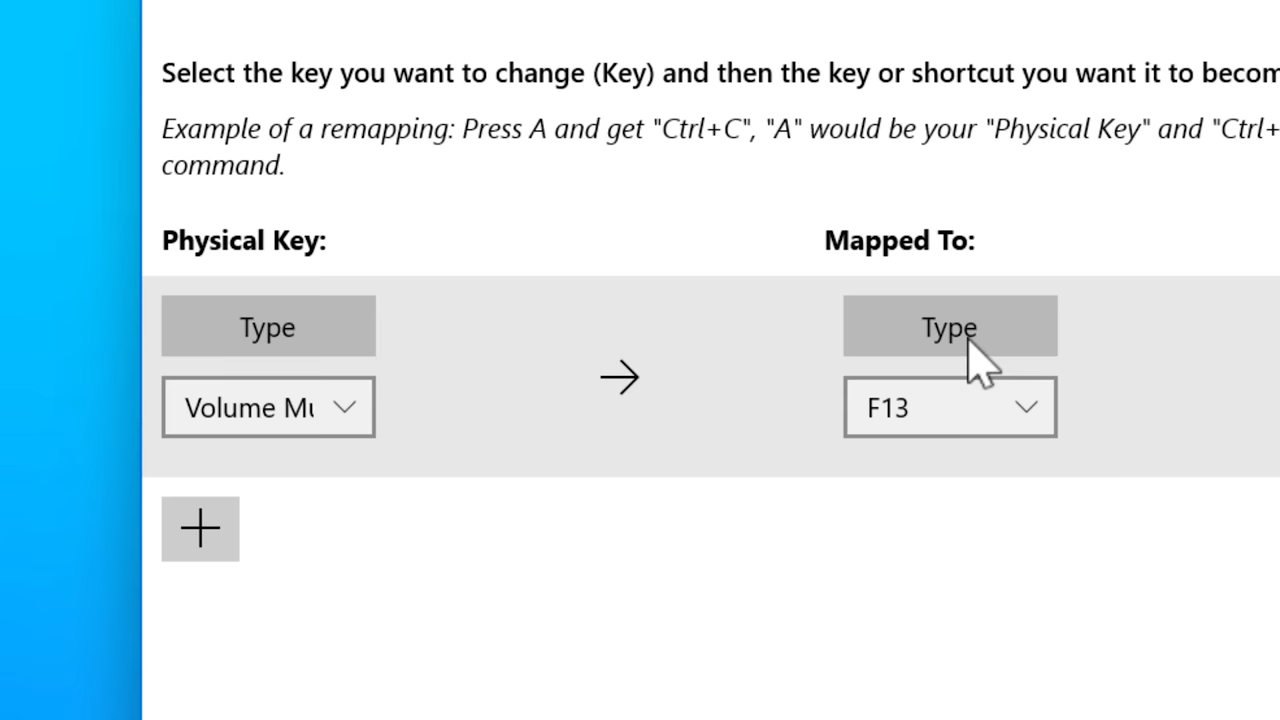 Select the key you want to change (Key) and then the key or shortcut you want it to
Example of a remapping: Press A and get "Ctrl+C", "A" would be your "Physical Key" and "Ctrl+
command.
Physical Key:
Mapped To:
Type
Type
Volume
F13